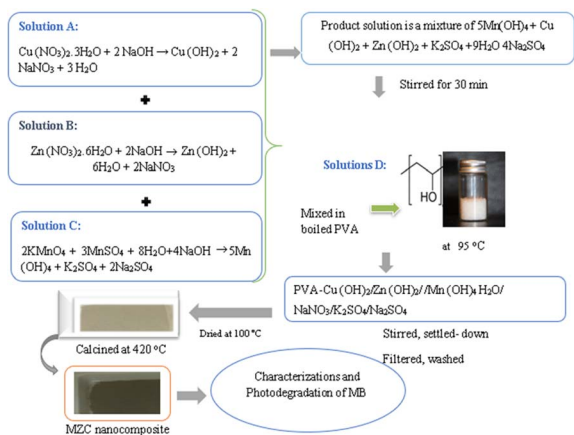 Solution A:
Cu(NO₃)₂.3H₂O + 2 NaOH → Cu(OH)₂ + 2
NaNO₃ + 3 H₂O
+
Solution B:
Zn(NO₃)₂.6H₂O + 2NaOH → Zn(OH)₂ +
6H₂O + 2NaNO₃
+
Solution C:
2KMnO₄ + 3MnSO₄ + 8H₂O+4NaOH →5Mn
(OH)₄ + K₂SO₄ + 2Na₂SO₄
Product solution is a mixture of 5Mn(OH)₄ + Cu
(OH)₂ + Zn(OH)₂ + K₂SO₄ +9H₂O 4Na₂SO₄
Stirred for 30 min
Solutions D:
HO
Mixed in
boiled PVA
at 95 °C
PVA-Cu(OH)₂/Zn(OH)₂//Mn(OH)₄ H₂O/
NaNO₃/K₂SO₄/Na₂SO₄
Stirred, settled- down
Filtered, washed
Dried at 100 °C
Calcined at 420 °C
MZC nanocomposite
Characterizations and
Photodegradation of MB